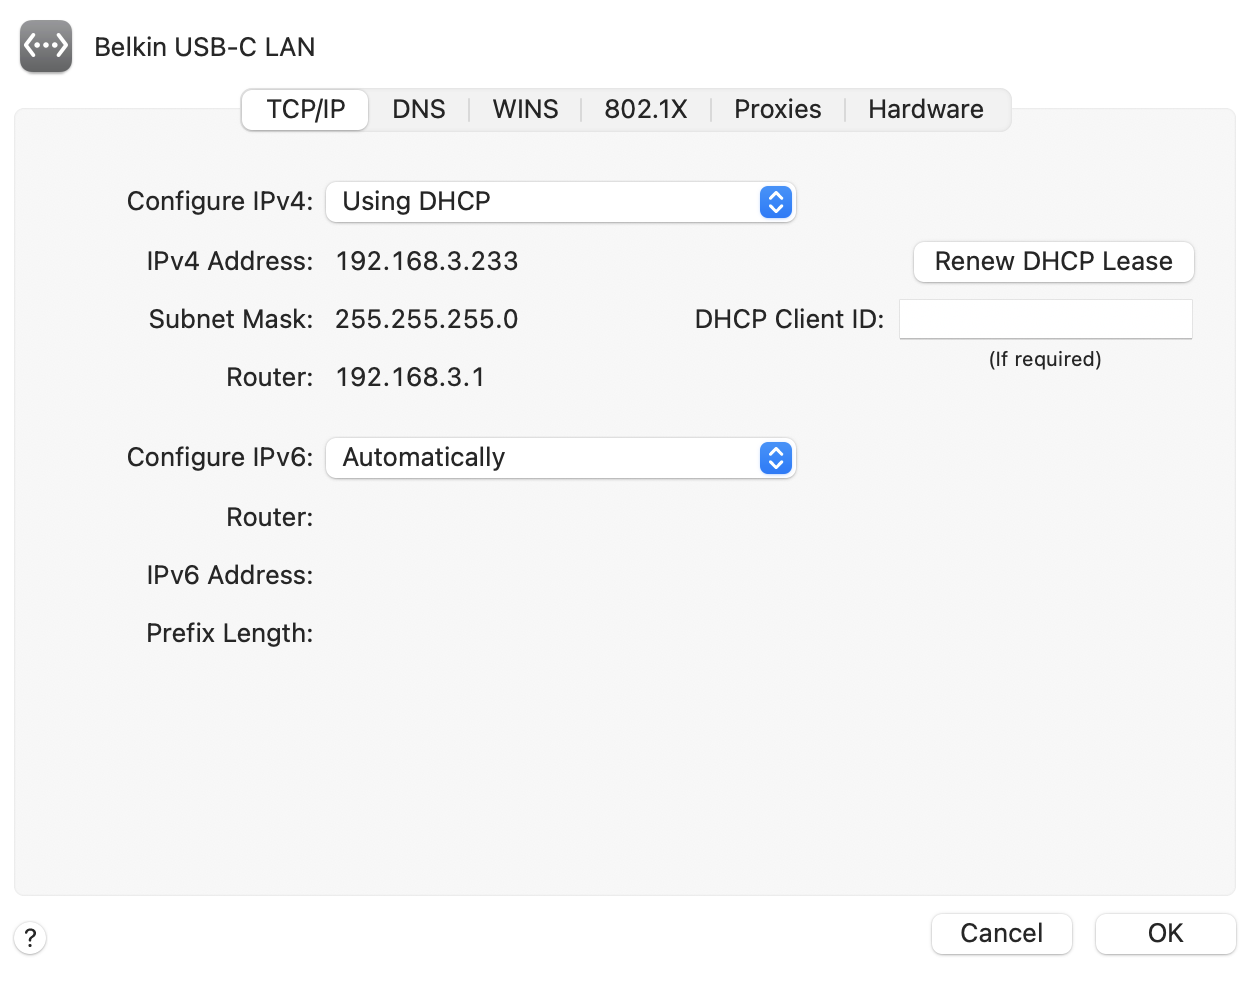 Belkin USB-C LAN
TCP/IP DNS WINS 802.1X Proxies Hardware
Configure IPv4: Using DHCP
IPv4 Address: 192.168.3.233 Renew DHCP Lease
Subnet Mask: 255.255.255.0 DHCP Client ID:
(If required)
Router: 192.168.3.1
Configure IPv6: Automatically
Router:
IPv6 Address:
Prefix Length:
? Cancel OK